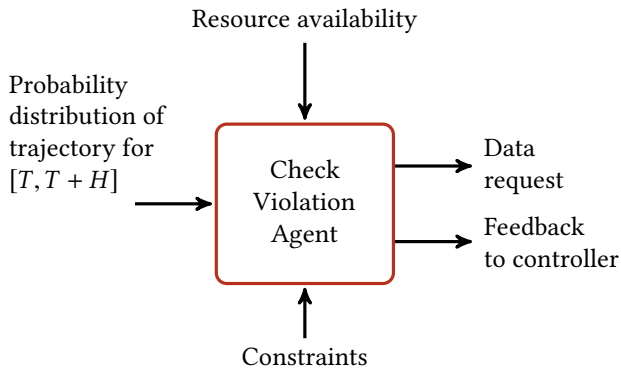 Resource availability
Probability
distribution of
trajectory for
[T, T + H]
Check
Violation
Agent
Data
request
Feedback
to controller
Constraints